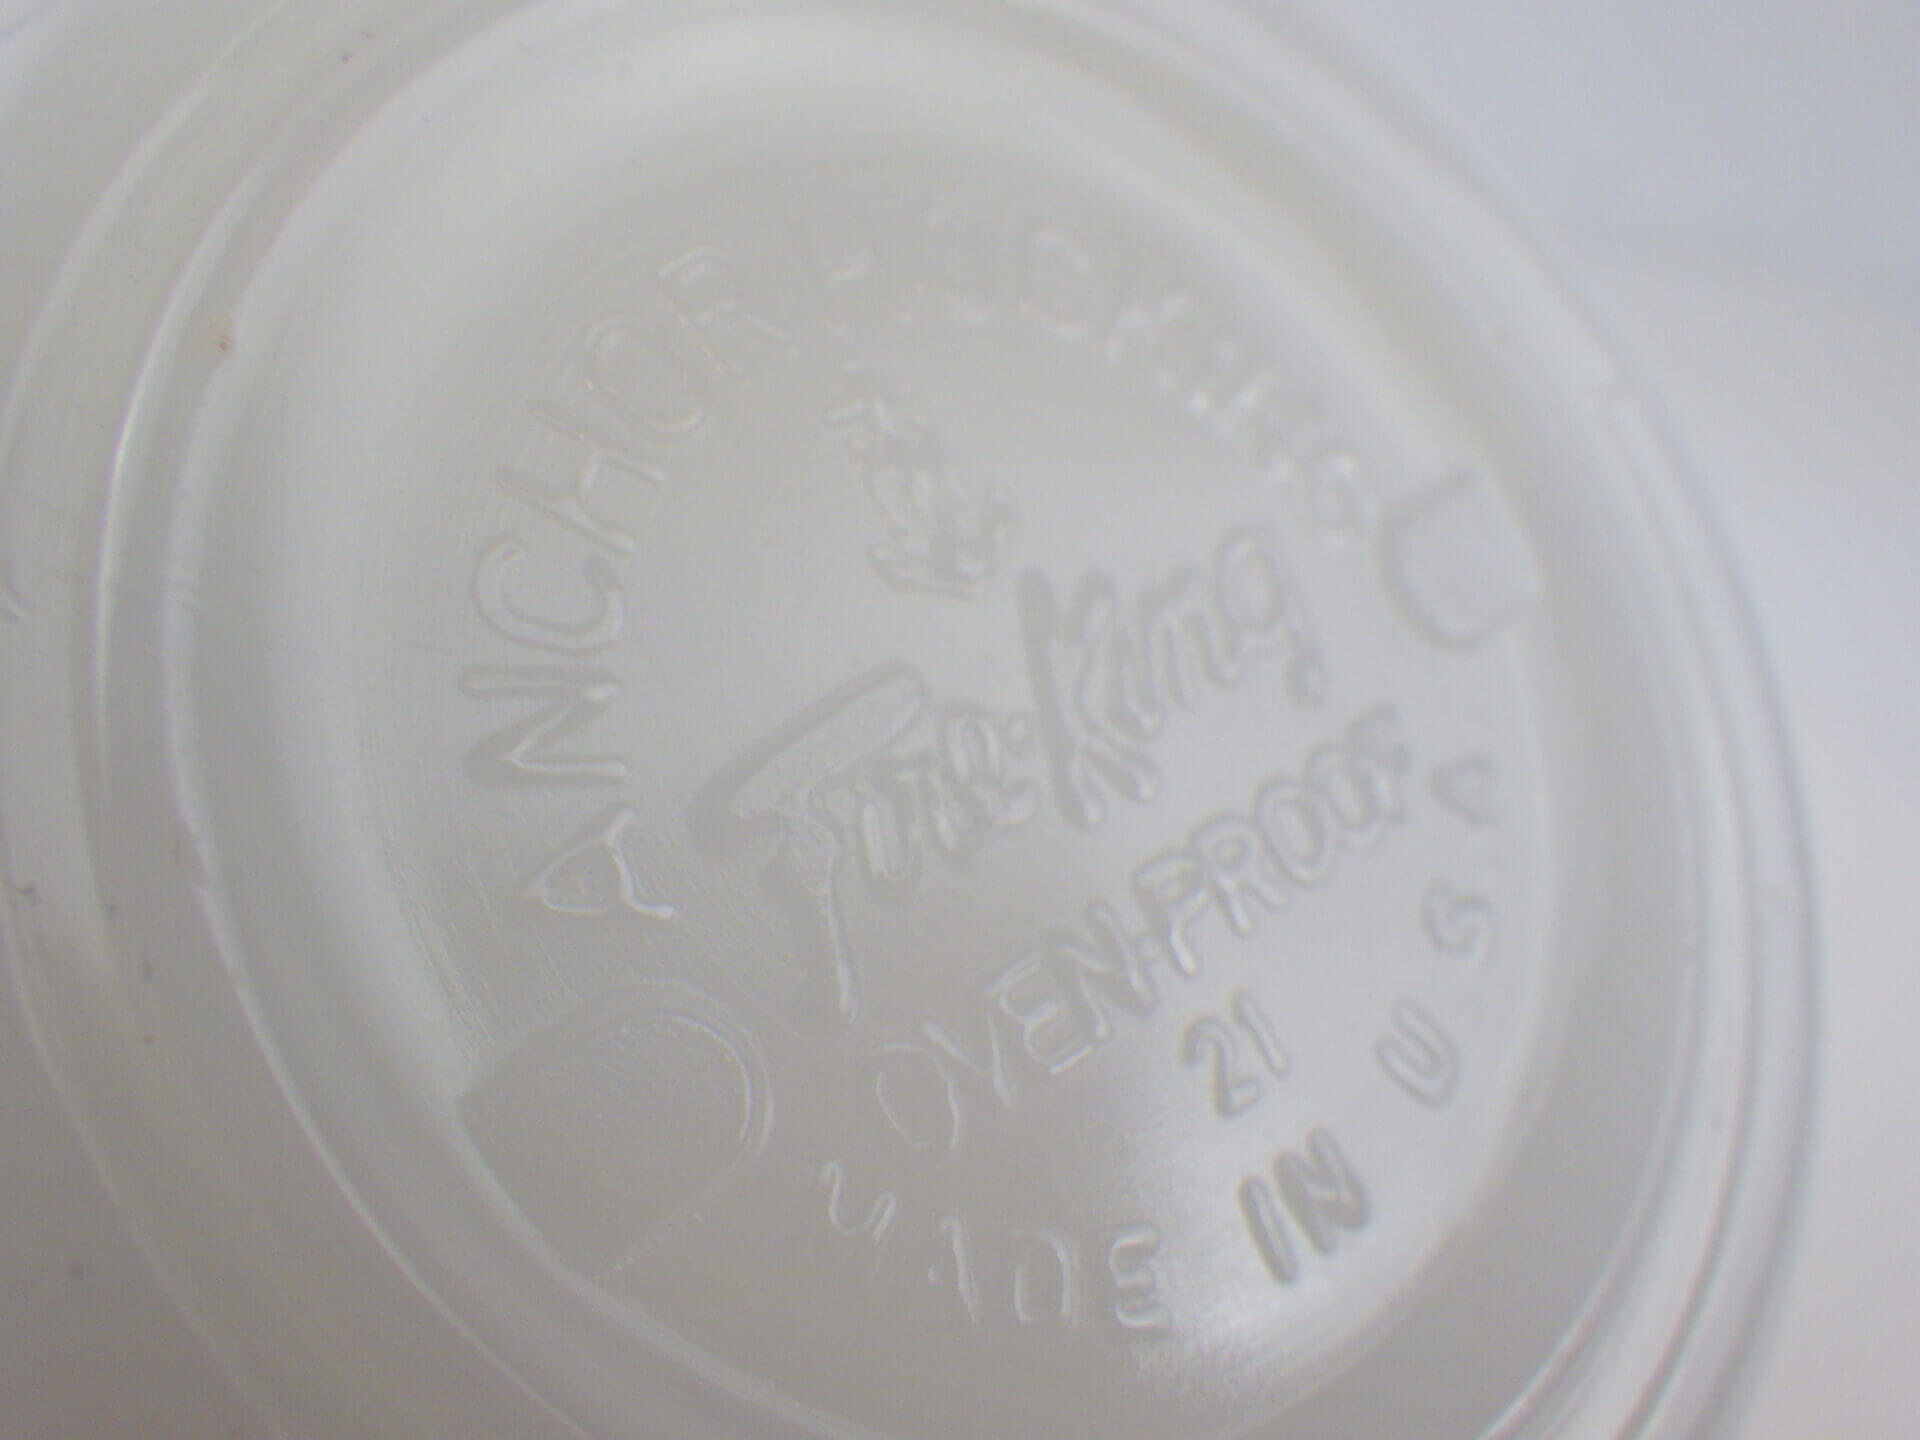 ANCHOR HOCKING
Fire-King
OVEN-PROOF
21
MADE IN U.S.A